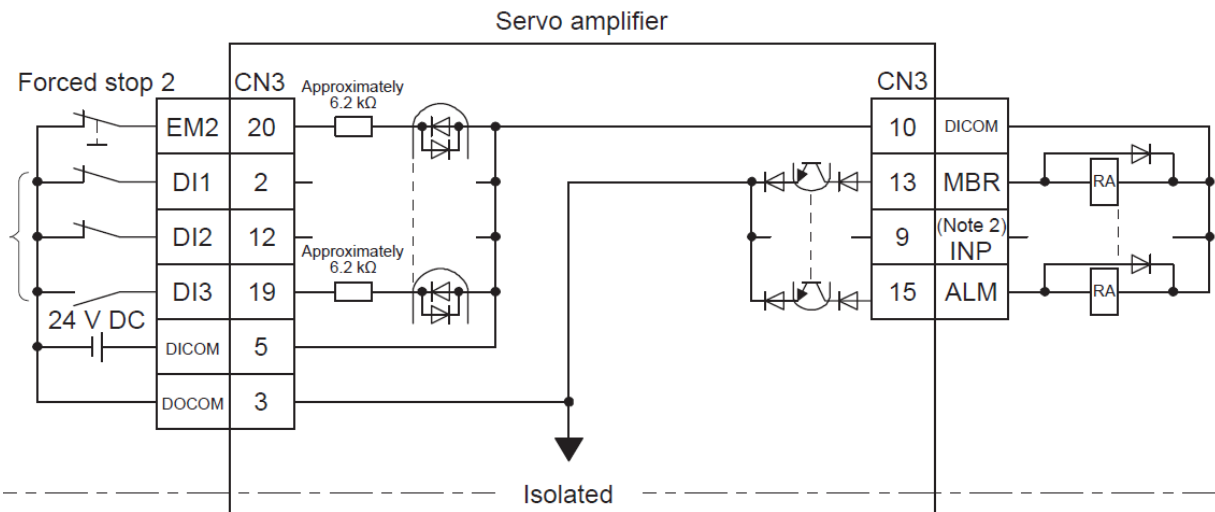 Servo amplifier
Forced stop 2
CN3
Approximately
6.2 kΩ
CN3
EM2 20
10 DICOM
DI1 2
13 MBR
RA
DI2 12
9 (Note 2)
INP
Approximately
6.2 kΩ
DI3 19
15 ALM
RA
24 V DC
DICOM 5
DOCOM 3
Isolated